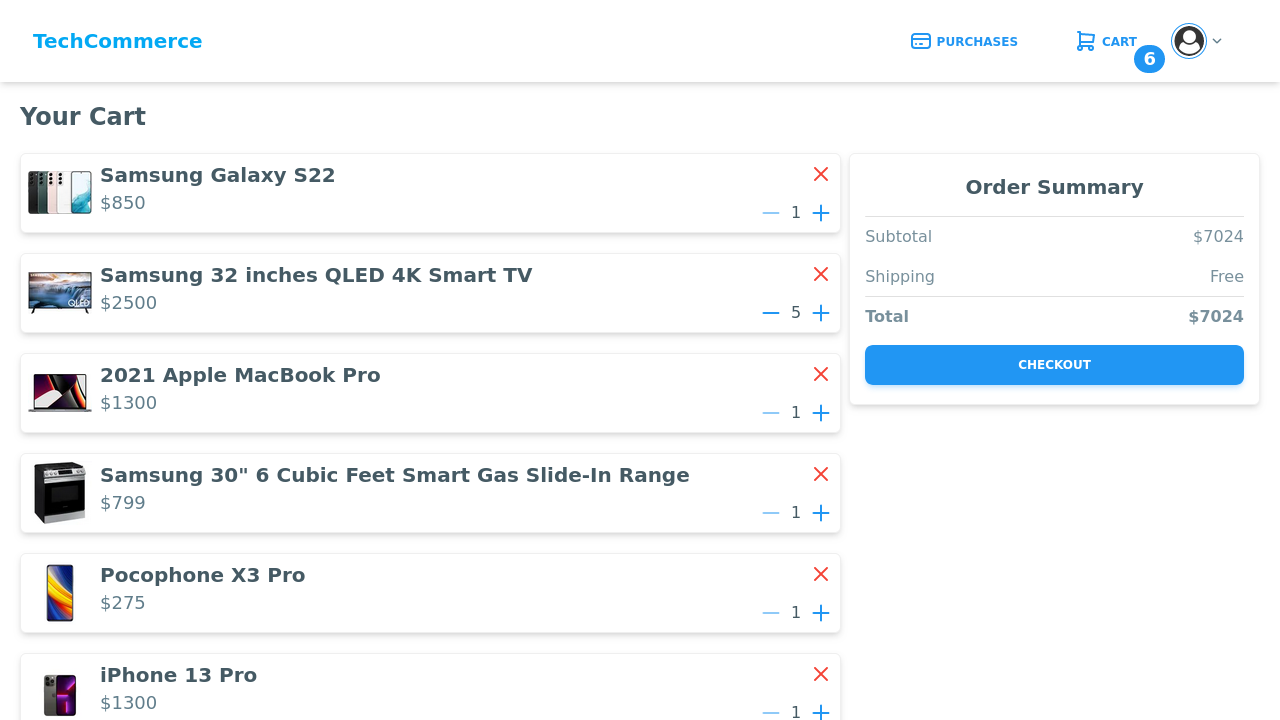 TechCommerce
PURCHASES
CART
6
Your Cart
Samsung Galaxy S22
$850
1
Samsung 32 inches QLED 4K Smart TV
$2500
5
2021 Apple MacBook Pro
$1300
1
Samsung 30" 6 Cubic Feet Smart Gas Slide-In Range
$799
1
Pocophone X3 Pro
$275
1
iPhone 13 Pro
$1300
1
Order Summary
Subtotal $7024
Shipping Free
Total $7024
CHECKOUT
QLED